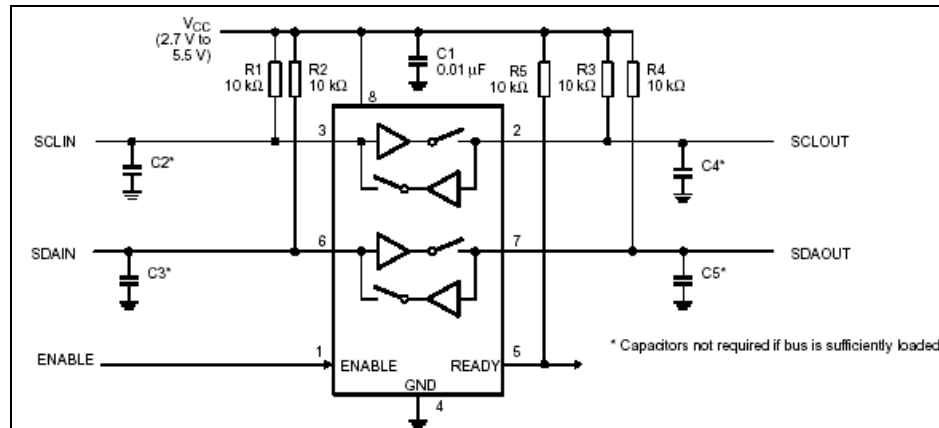 VCC
(2.7 V to
5.5 V)
C1
0.01 µF
R1
10 kΩ
R2
10 kΩ
R5
10 kΩ
R3
10 kΩ
R4
10 kΩ
8
SCLIN
3
2
SCLOUT
C2*
C4*
SDAIN
6
7
SDAOUT
C3*
C5*
* Capacitors not required if bus is sufficiently loaded
ENABLE
1
ENABLE
READY
5
GND
4